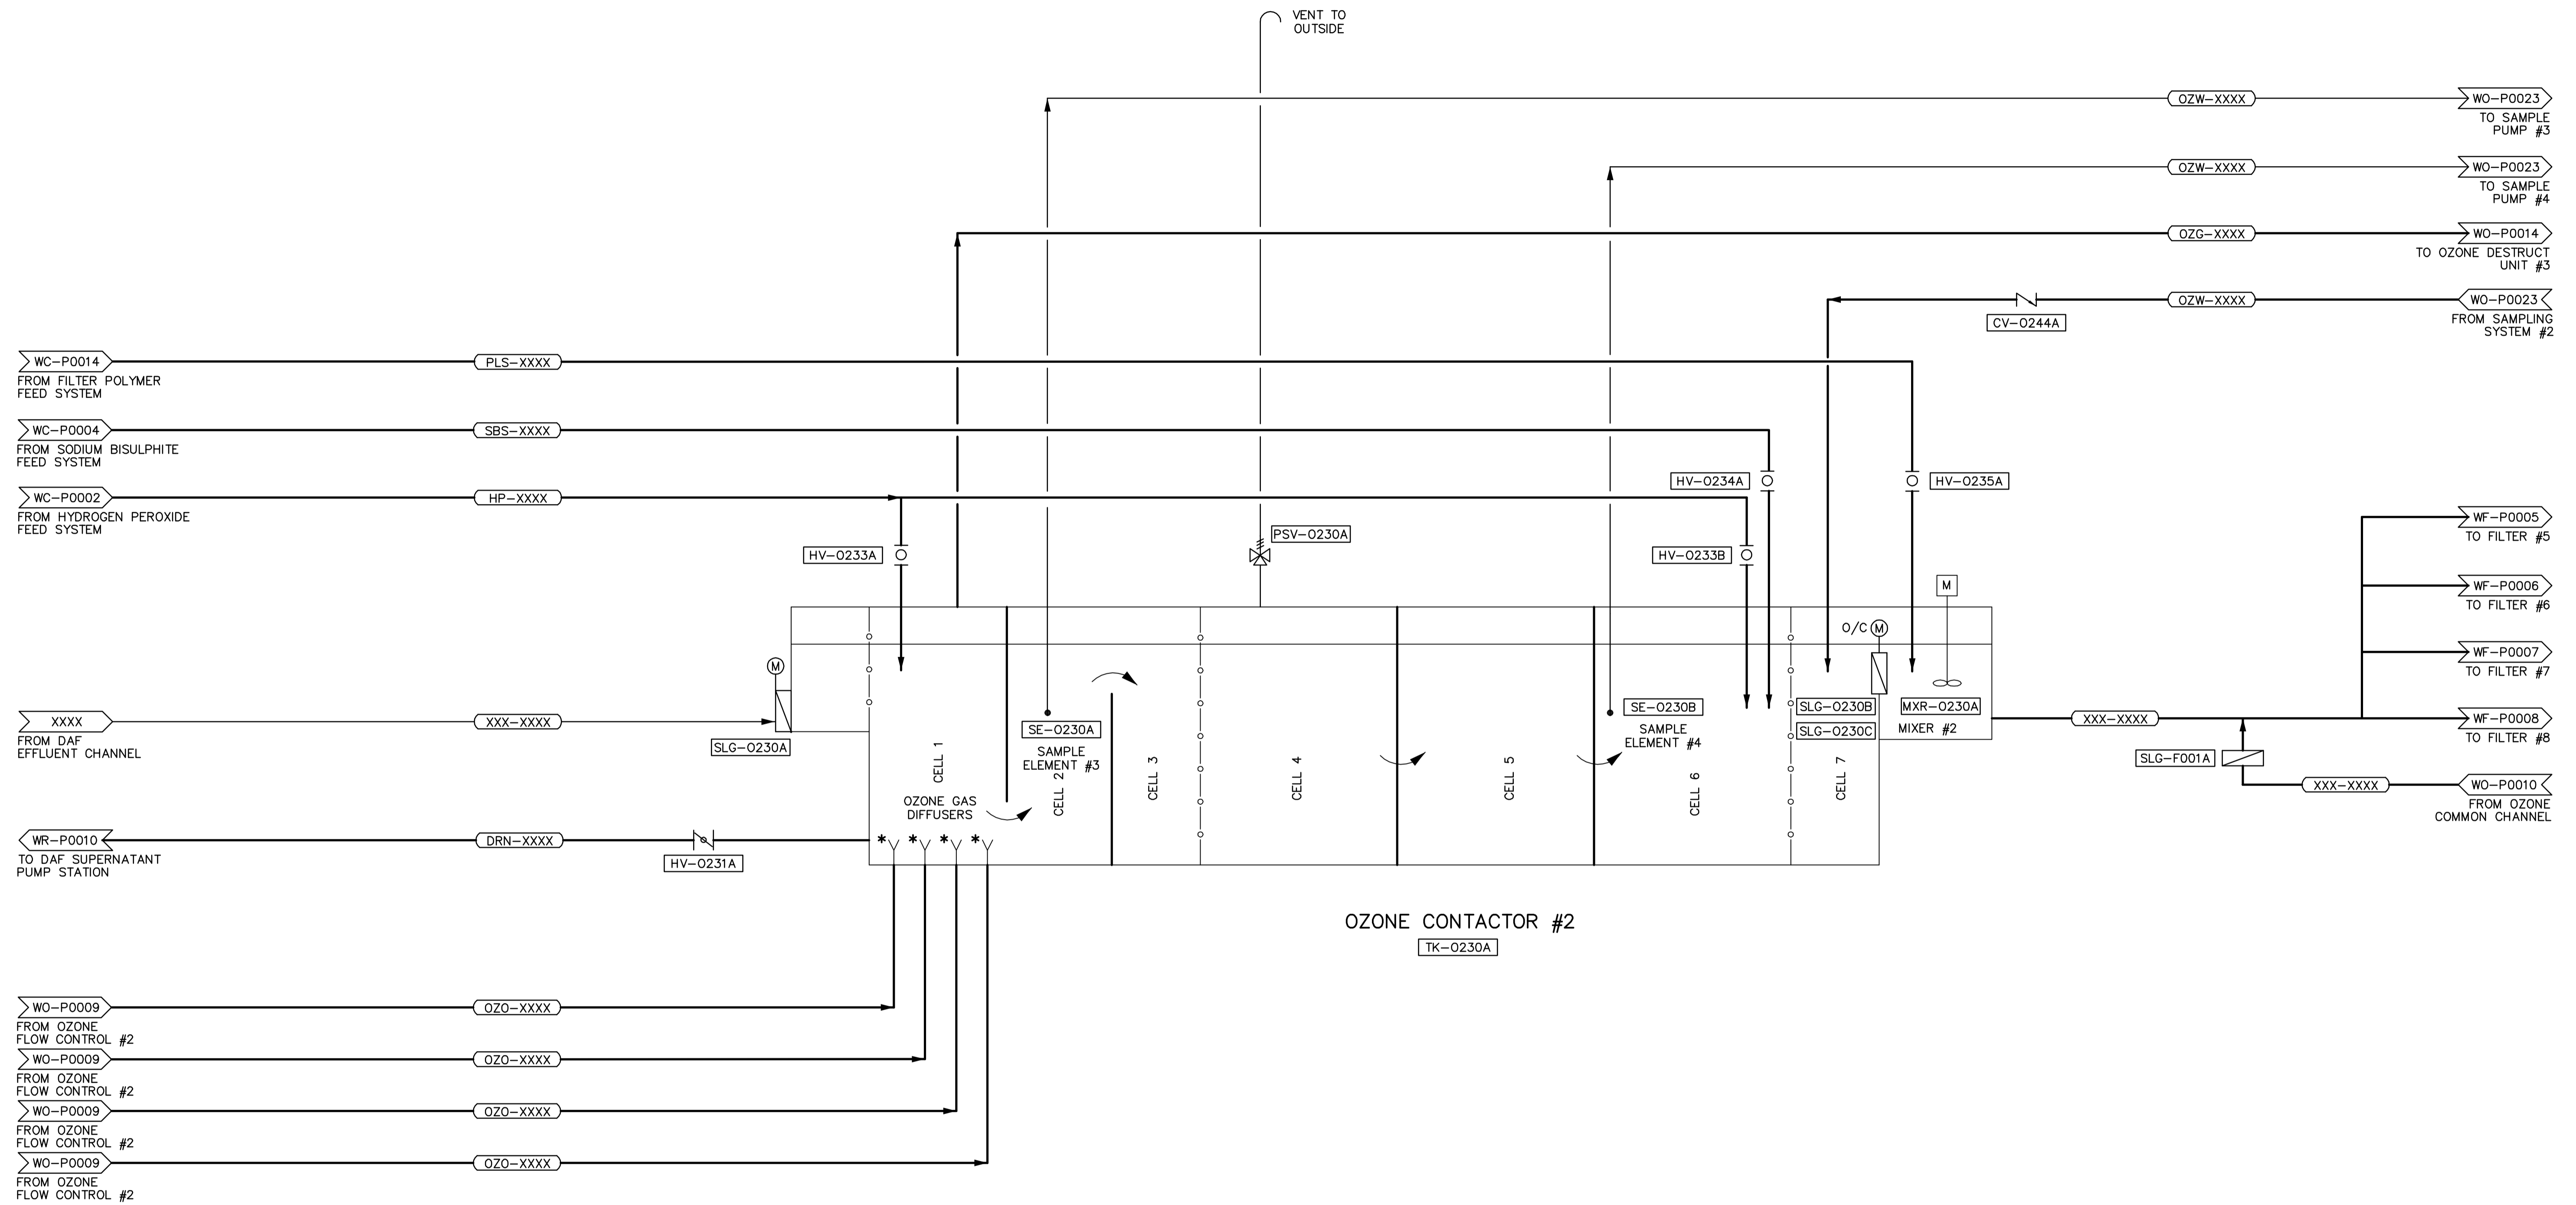 VENT TO
OUTSIDE
OZW-XXXX
WO-P0023
TO SAMPLE
PUMP #3
OZW-XXXX
WO-P0023
TO SAMPLE
PUMP #4
OZG-XXXX
WO-P0014
TO OZONE DESTRUCT
UNIT #3
CV-0244A
OZW-XXXX
WO-P0023
FROM SAMPLING
SYSTEM #2
WC-P0014
PLS-XXXX
FROM FILTER POLYMER
FEED SYSTEM
WC-P0004
SBS-XXXX
FROM SODIUM BISULPHITE
FEED SYSTEM
WC-P0002
HP-XXXX
FROM HYDROGEN PEROXIDE
FEED SYSTEM
HV-0234A
HV-0235A
HV-0233A
PSV-0230A
HV-0233B
WF-P0005
TO FILTER #5
WF-P0006
TO FILTER #6
WF-P0007
TO FILTER #7
WF-P0008
TO FILTER #8
M
O/C M
M
XXXX
XXX-XXXX
FROM DAF
EFFLUENT CHANNEL
SLG-0230A
SE-0230A
SAMPLE
ELEMENT #3
SE-0230B
SAMPLE
ELEMENT #4
SLG-0230B
SLG-0230C
MXR-0230A
MIXER #2
CELL 1
CELL 2
CELL 3
CELL 4
CELL 5
CELL 6
CELL 7
OZONE GAS
DIFFUSERS
* * * *
XXX-XXXX
SLG-F001A
XXX-XXXX
WO-P0010
FROM OZONE
COMMON CHANNEL
WR-P0010
DRN-XXXX
HV-0231A
TO DAF SUPERNATANT
PUMP STATION
OZONE CONTACTOR #2
TK-0230A
WO-P0009
OZO-XXXX
FROM OZONE
FLOW CONTROL #2
WO-P0009
OZO-XXXX
FROM OZONE
FLOW CONTROL #2
WO-P0009
OZO-XXXX
FROM OZONE
FLOW CONTROL #2
WO-P0009
OZO-XXXX
FROM OZONE
FLOW CONTROL #2